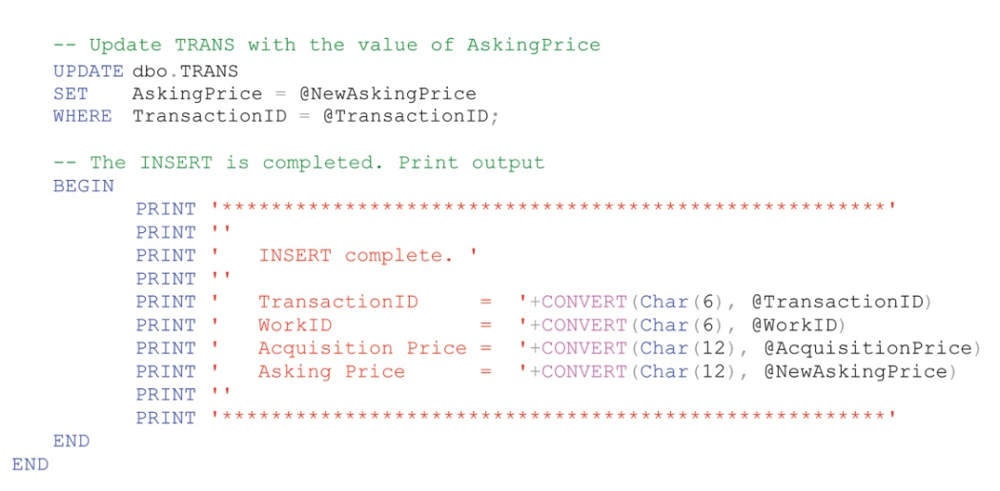 -- Update TRANS with the value of AskingPrice
UPDATE dbo.TRANS
SET AskingPrice = @NewAskingPrice
WHERE TransactionID = @TransactionID;
-- The INSERT is completed. Print output
BEGIN
PRINT '******************************************************'
PRINT ''
PRINT '   INSERT complete. '
PRINT ''
PRINT '   TransactionID     =  '+CONVERT(Char(6), @TransactionID)
PRINT '   WorkID            =  '+CONVERT(Char(6), @WorkID)
PRINT '   Acquisition Price =  '+CONVERT(Char(12), @AcquisitionPrice)
PRINT '   Asking Price      =  '+CONVERT(Char(12), @NewAskingPrice)
PRINT ''
PRINT '******************************************************'
END
END